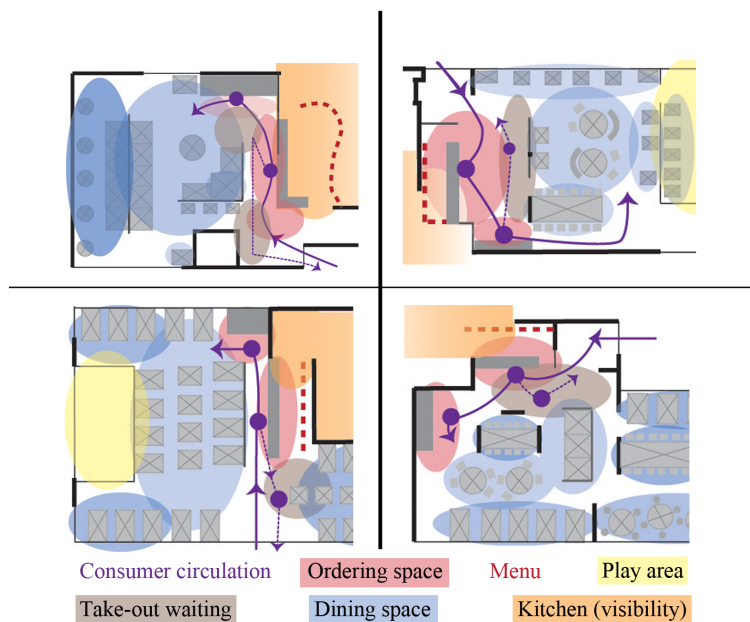 Consumer circulation Ordering space Menu Play area
Take-out waiting Dining space Kitchen (visibility)